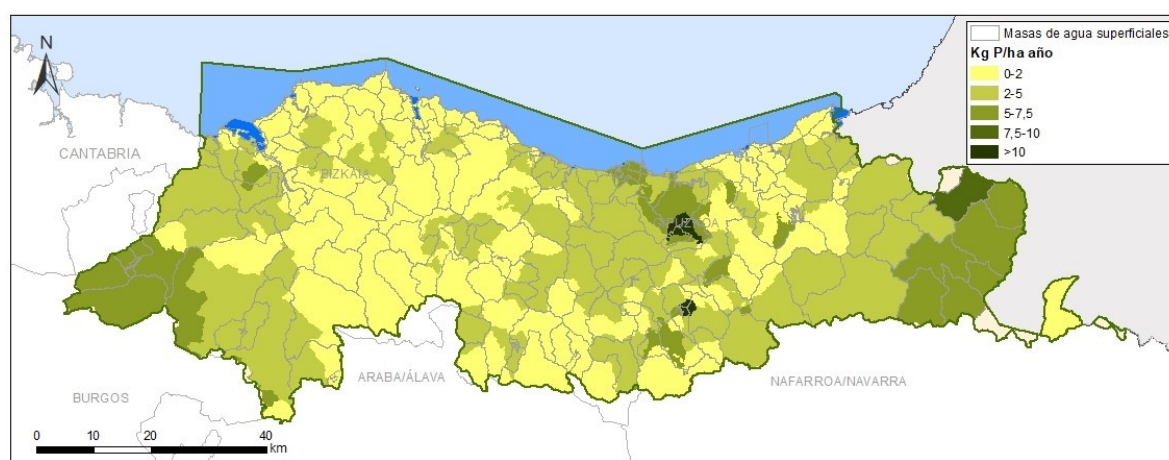 N
Masas de agua superficiales
Kg P/ha año
0-2
2-5
5-7,5
7,5-10
>10
CANTABRIA
BIZKAIA
ARABA/ÁLAVA
NAFARROA/NAVARRA
BURGOS
0 10 20 40
km